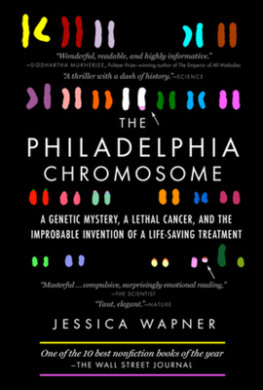 "Wonderful, readable, and highly informative."
—SIDDHARTHA MUKHERJEE, Pulitzer Prize–winning author of The Emperor of All Maladies
"A thriller with a dash of history."—SCIENCE
THE
PHILADELPHIA
CHROMOSOME
A GENETIC MYSTERY, A LETHAL CANCER, AND THE
IMPROBABLE INVENTION OF A LIFE-SAVING TREATMENT
"Masterful ... compulsive, surprisingly emotional reading."
—THE SCIENTIST
"Taut, elegant."—NATURE
JESSICA WAPNER
One of the 10 best nonfiction books of the year
—THE WALL STREET JOURNAL